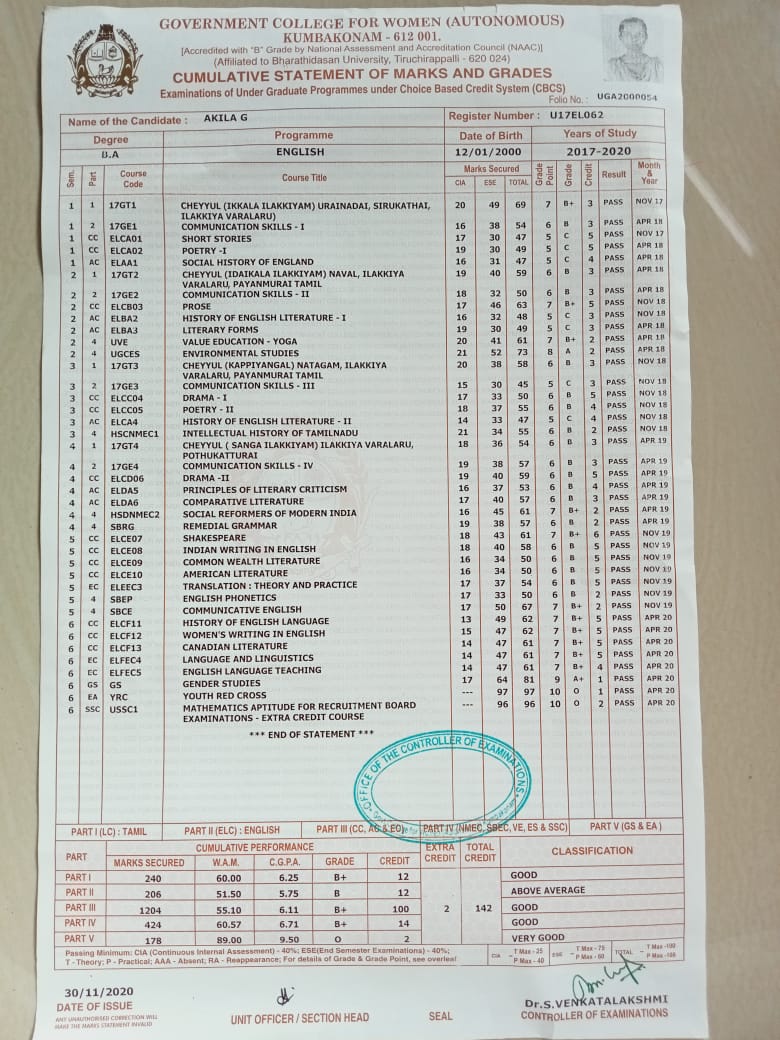 GOVERNMENT COLLEGE FOR WOMEN (AUTONOMOUS)
KUMBAKONAM - 612 001.
[Accredited with "B" Grade by National Assessment and Accreditation Council (NAAC)]
(Affiliated to Bharathidasan University, Tiruchirappalli - 620 024)
CUMULATIVE STATEMENT OF MARKS AND GRADES
Examinations of Under Graduate Programmes under Choice Based Credit System (CBCS)
Folio No. : UGA2000054
Name of the Candidate : AKILA G Register Number : U17EL062
Degree Programme Date of Birth Years of Study
B.A ENGLISH 12/01/2000 2017-2020
Sem. Part Course Code Course Title Marks Secured CIA ESE TOTAL Grade Point Grade Credit Result Month & Year
1 1 17GT1 CHEYYUL (IKKALA ILAKKIYAM) URAINADAI, SIRUKATHAI, 20 49 69 7 B+ 3 PASS NOV 17
ILAKKIYA VARALARU)
1 2 17GE1 COMMUNICATION SKILLS - I 16 38 54 6 B 3 PASS APR 18
1 CC ELCA01 SHORT STORIES 17 30 47 5 C 5 PASS NOV 17
1 CC ELCA02 POETRY -I 19 30 49 5 C 5 PASS APR 18
1 AC ELAA1 SOCIAL HISTORY OF ENGLAND 16 31 47 5 C 4 PASS APR 18
2 1 17GT2 CHEYYUL (IDAIKALA ILAKKIYAM) NAVAL, ILAKKIYA 19 40 59 6 B 3 PASS APR 18
VARALARU, PAYANMURAI TAMIL
2 2 17GE2 COMMUNICATION SKILLS - II 18 32 50 6 B 3 PASS APR 18
2 CC ELCB03 PROSE 17 46 63 7 B+ 5 PASS NOV 18
2 AC ELBA2 HISTORY OF ENGLISH LITERATURE - I 16 32 48 5 C 3 PASS NOV 18
2 AC ELBA3 LITERARY FORMS 19 30 49 5 C 3 PASS NOV 18
2 4 UVE VALUE EDUCATION - YOGA 20 41 61 7 B+ 2 PASS APR 18
2 4 UGCES ENVIRONMENTAL STUDIES 21 52 73 8 A 2 PASS APR 18
3 1 17GT3 CHEYYUL (KAPPIYANGAL) NATAGAM, ILAKKIYA 20 38 58 6 B 3 PASS NOV 18
VARALARU, PAYANMURAI TAMIL
3 2 17GE3 COMMUNICATION SKILLS - III 15 30 45 5 C 3 PASS NOV 18
3 CC ELCC04 DRAMA - I 17 33 50 6 B 5 PASS NOV 18
3 CC ELCC05 POETRY - II 18 37 55 6 B 4 PASS NOV 18
3 AC ELCA4 HISTORY OF ENGLISH LITERATURE - II 14 33 47 5 C 4 PASS NOV 18
3 4 HSCNMEC1 INTELLECTUAL HISTORY OF TAMILNADU 21 34 55 6 B 2 PASS NOV 18
4 1 17GT4 CHEYYUL ( SANGA ILAKKIYAM) ILAKKIYA VARALARU, 18 36 54 6 B 3 PASS APR 19
POTHUKATTURAI
4 2 17GE4 COMMUNICATION SKILLS - IV 19 38 57 6 B 3 PASS APR 19
4 CC ELCD06 DRAMA -II 19 40 59 6 B 5 PASS APR 19
4 AC ELDA5 PRINCIPLES OF LITERARY CRITICISM 16 37 53 6 B 4 PASS APR 19
4 AC ELDA6 COMPARATIVE LITERATURE 17 40 57 6 B 3 PASS APR 19
4 4 HSDNMEC2 SOCIAL REFORMERS OF MODERN INDIA 16 45 61 7 B+ 2 PASS APR 19
4 4 SBRG REMEDIAL GRAMMAR 19 38 57 6 B 2 PASS APR 19
5 CC ELCE07 SHAKESPEARE 18 43 61 7 B+ 6 PASS NOV 19
5 CC ELCE08 INDIAN WRITING IN ENGLISH 18 40 58 6 B 5 PASS NOV 19
5 CC ELCE09 COMMON WEALTH LITERATURE 16 34 50 6 B 5 PASS NOV 19
5 CC ELCE10 AMERICAN LITERATURE 16 34 50 6 B 5 PASS NOV 19
5 EC ELEEC3 TRANSLATION : THEORY AND PRACTICE 17 37 54 6 B 5 PASS NOV 19
5 4 SBEP ENGLISH PHONETICS 17 33 50 6 B 2 PASS NOV 19
5 4 SBCE COMMUNICATIVE ENGLISH 17 50 67 7 B+ 2 PASS NOV 19
6 CC ELCF11 HISTORY OF ENGLISH LANGUAGE 13 49 62 7 B+ 5 PASS APR 20
6 CC ELCF12 WOMEN'S WRITING IN ENGLISH 15 47 62 7 B+ 5 PASS APR 20
6 CC ELCF13 CANADIAN LITERATURE 14 47 61 7 B+ 5 PASS APR 20
6 EC ELFEC4 LANGUAGE AND LINGUISTICS 14 47 61 7 B+ 5 PASS APR 20
6 EC ELFEC5 ENGLISH LANGUAGE TEACHING 14 47 61 7 B+ 4 PASS APR 20
6 GS GS GENDER STUDIES 17 64 81 9 A+ 1 PASS APR 20
6 EA YRC YOUTH RED CROSS --- 97 97 10 O 1 PASS APR 20
6 SSC USSC1 MATHEMATICS APTITUDE FOR RECRUITMENT BOARD --- 96 96 10 O 2 PASS APR 20
EXAMINATIONS - EXTRA CREDIT COURSE
*** END OF STATEMENT ***
OFFICE OF THE CONTROLLER OF EXAMINATIONS
PART I (LC) : TAMIL PART II (ELC) : ENGLISH PART III (CC, AC & EC) PART IV (NMEC, SBEC, VE, ES & SSC) PART V (GS & EA )
PART CUMULATIVE PERFORMANCE EXTRA CREDIT TOTAL CREDIT CLASSIFICATION
MARKS SECURED W.A.M. C.G.P.A. GRADE CREDIT
PART I 240 60.00 6.25 B+ 12 GOOD
PART II 206 51.50 5.75 B 12 ABOVE AVERAGE
PART III 1204 55.10 6.11 B+ 100 2 142 GOOD
PART IV 424 60.57 6.71 B+ 14 GOOD
PART V 178 89.00 9.50 O 2 VERY GOOD
Passing Minimum: CIA (Continuous Internal Assessment) - 40%; ESE(End Semester Examinations) - 40%;
T - Theory; P - Practical; AAA - Absent; RA - Reappearance; For details of Grade & Grade Point, see overleaf
CIA - T Max - 25 P Max - 40 ESE - T Max - 75 P Max - 60 TOTAL - T Max -100 P Max -100
30/11/2020
DATE OF ISSUE
ANY UNAUTHORISED CORRECTION WILL
MAKE THE MARKS STATEMENT INVALID
UNIT OFFICER / SECTION HEAD
SEAL
Dr.S.VENKATALAKSHMI
CONTROLLER OF EXAMINATIONS